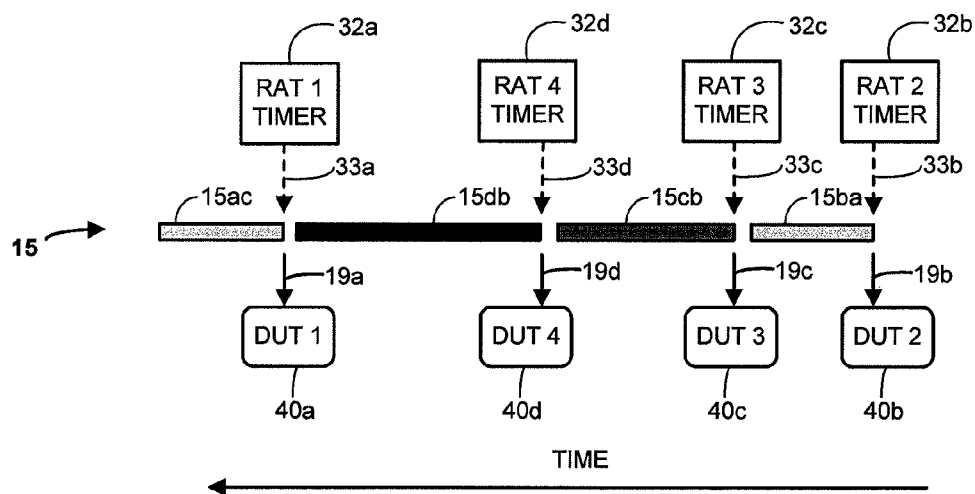 32a 32d 32c 32b
RAT 1 TIMER
RAT 4 TIMER
RAT 3 TIMER
RAT 2 TIMER
33a 33d 33c 33b
15ac 15db 15cb 15ba
15
19a 19d 19c 19b
DUT 1 DUT 4 DUT 3 DUT 2
40a 40d 40c 40b
TIME